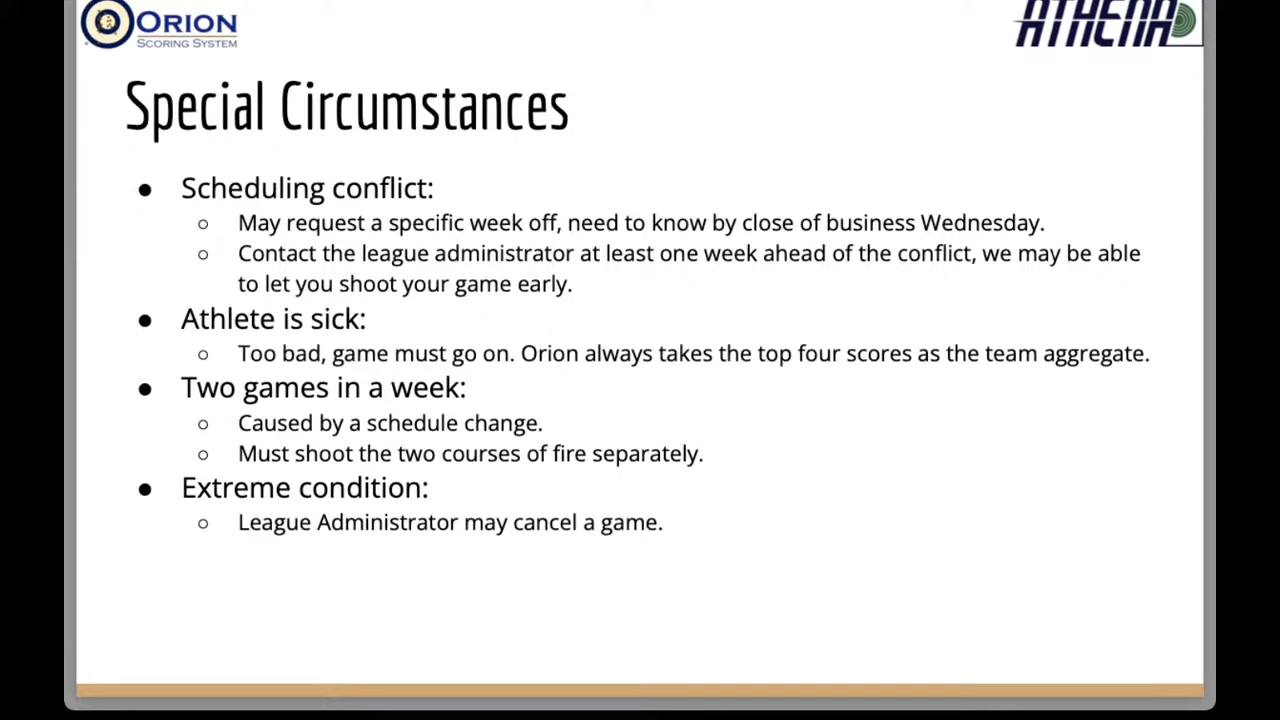 ORION
SCORING SYSTEM
ATHENA
Special Circumstances
● Scheduling conflict:
○ May request a specific week off, need to know by close of business Wednesday.
○ Contact the league administrator at least one week ahead of the conflict, we may be able
to let you shoot your game early.
● Athlete is sick:
○ Too bad, game must go on. Orion always takes the top four scores as the team aggregate.
● Two games in a week:
○ Caused by a schedule change.
○ Must shoot the two courses of fire separately.
● Extreme condition:
○ League Administrator may cancel a game.